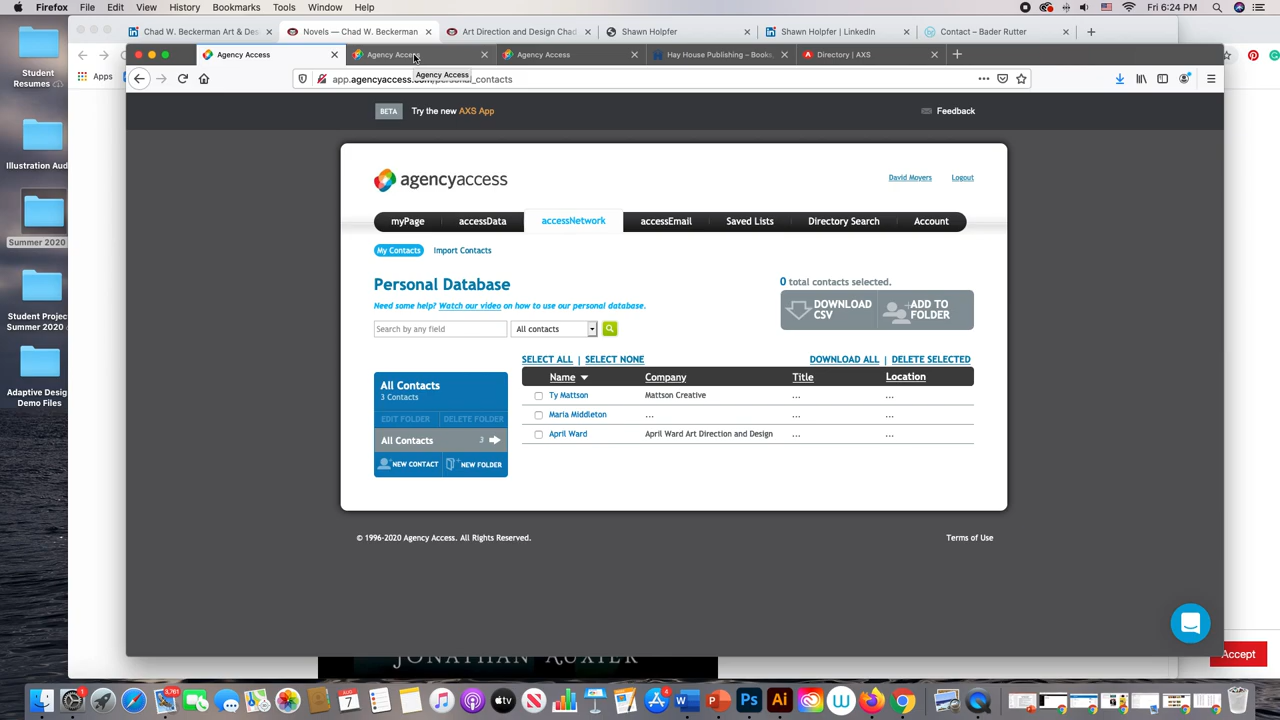 Firefox File Edit View History Bookmarks Tools Window Help
Fri 6:24 PM
Chad W. Beckerman Art & Des
Novels — Chad W. Beckerman
Art Direction and Design Chad
Shawn Holpfer
Shawn Holpfer | LinkedIn
Contact – Bader Rutter
Agency Access
Agency Access
Agency Access
Hay House Publishing – Books
Directory | AXS
Apps
app.agencyaccess.com/personal_contacts
Agency Access
BETA Try the new AXS App
Feedback
agencyaccess
David Moyers Logout
myPage accessData accessNetwork accessEmail Saved Lists Directory Search Account
My Contacts Import Contacts
Personal Database
Need some help? Watch our video on how to use our personal database.
Search by any field All contacts
0 total contacts selected.
DOWNLOAD CSV
ADD TO FOLDER
SELECT ALL | SELECT NONE
DOWNLOAD ALL | DELETE SELECTED
Name Company Title Location
Ty Mattson Mattson Creative ... ...
Maria Middleton ... ... ...
April Ward April Ward Art Direction and Design ... ...
All Contacts
3 Contacts
EDIT FOLDER DELETE FOLDER
All Contacts 3
NEW CONTACT NEW FOLDER
© 1996-2020 Agency Access. All Rights Reserved.
Terms of Use
Accept
JONATHAN AUXIER
Student
Resumes
Illustration Aud
Summer 2020
Student Project
Summer 2020
Adaptive Design
Demo Files